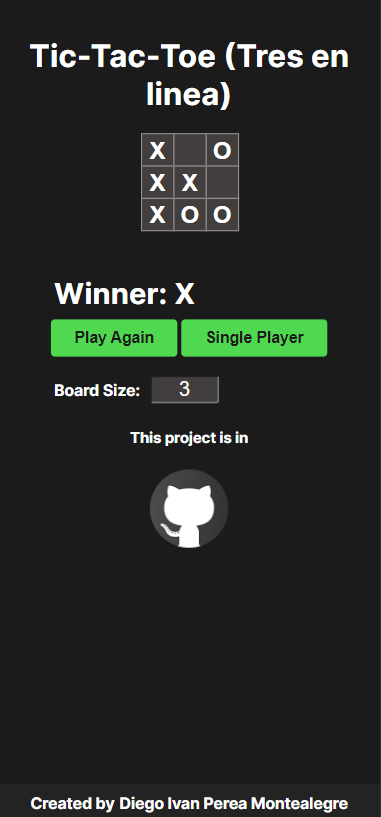 Tic-Tac-Toe (Tres en
linea)
X O
X X
X O O
Winner: X
Play Again Single Player
Board Size: 3
This project is in
Created by Diego Ivan Perea Montealegre